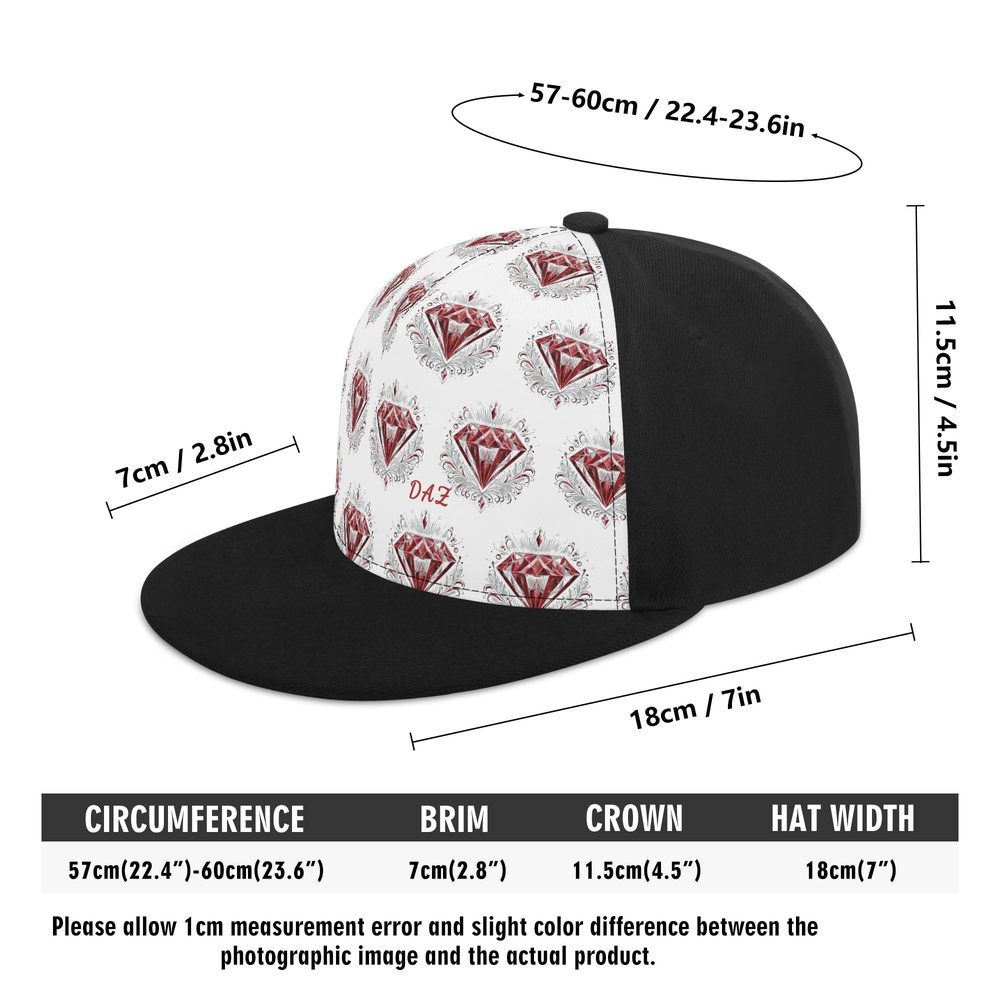 57-60cm / 22.4-23.6in
11.5cm / 4.5in
7cm / 2.8in
DAZ
18cm / 7in
CIRCUMFERENCE BRIM CROWN HAT WIDTH
57cm(22.4”)-60cm(23.6”) 7cm(2.8”) 11.5cm(4.5”) 18cm(7”)
Please allow 1cm measurement error and slight color difference between the
photographic image and the actual product.